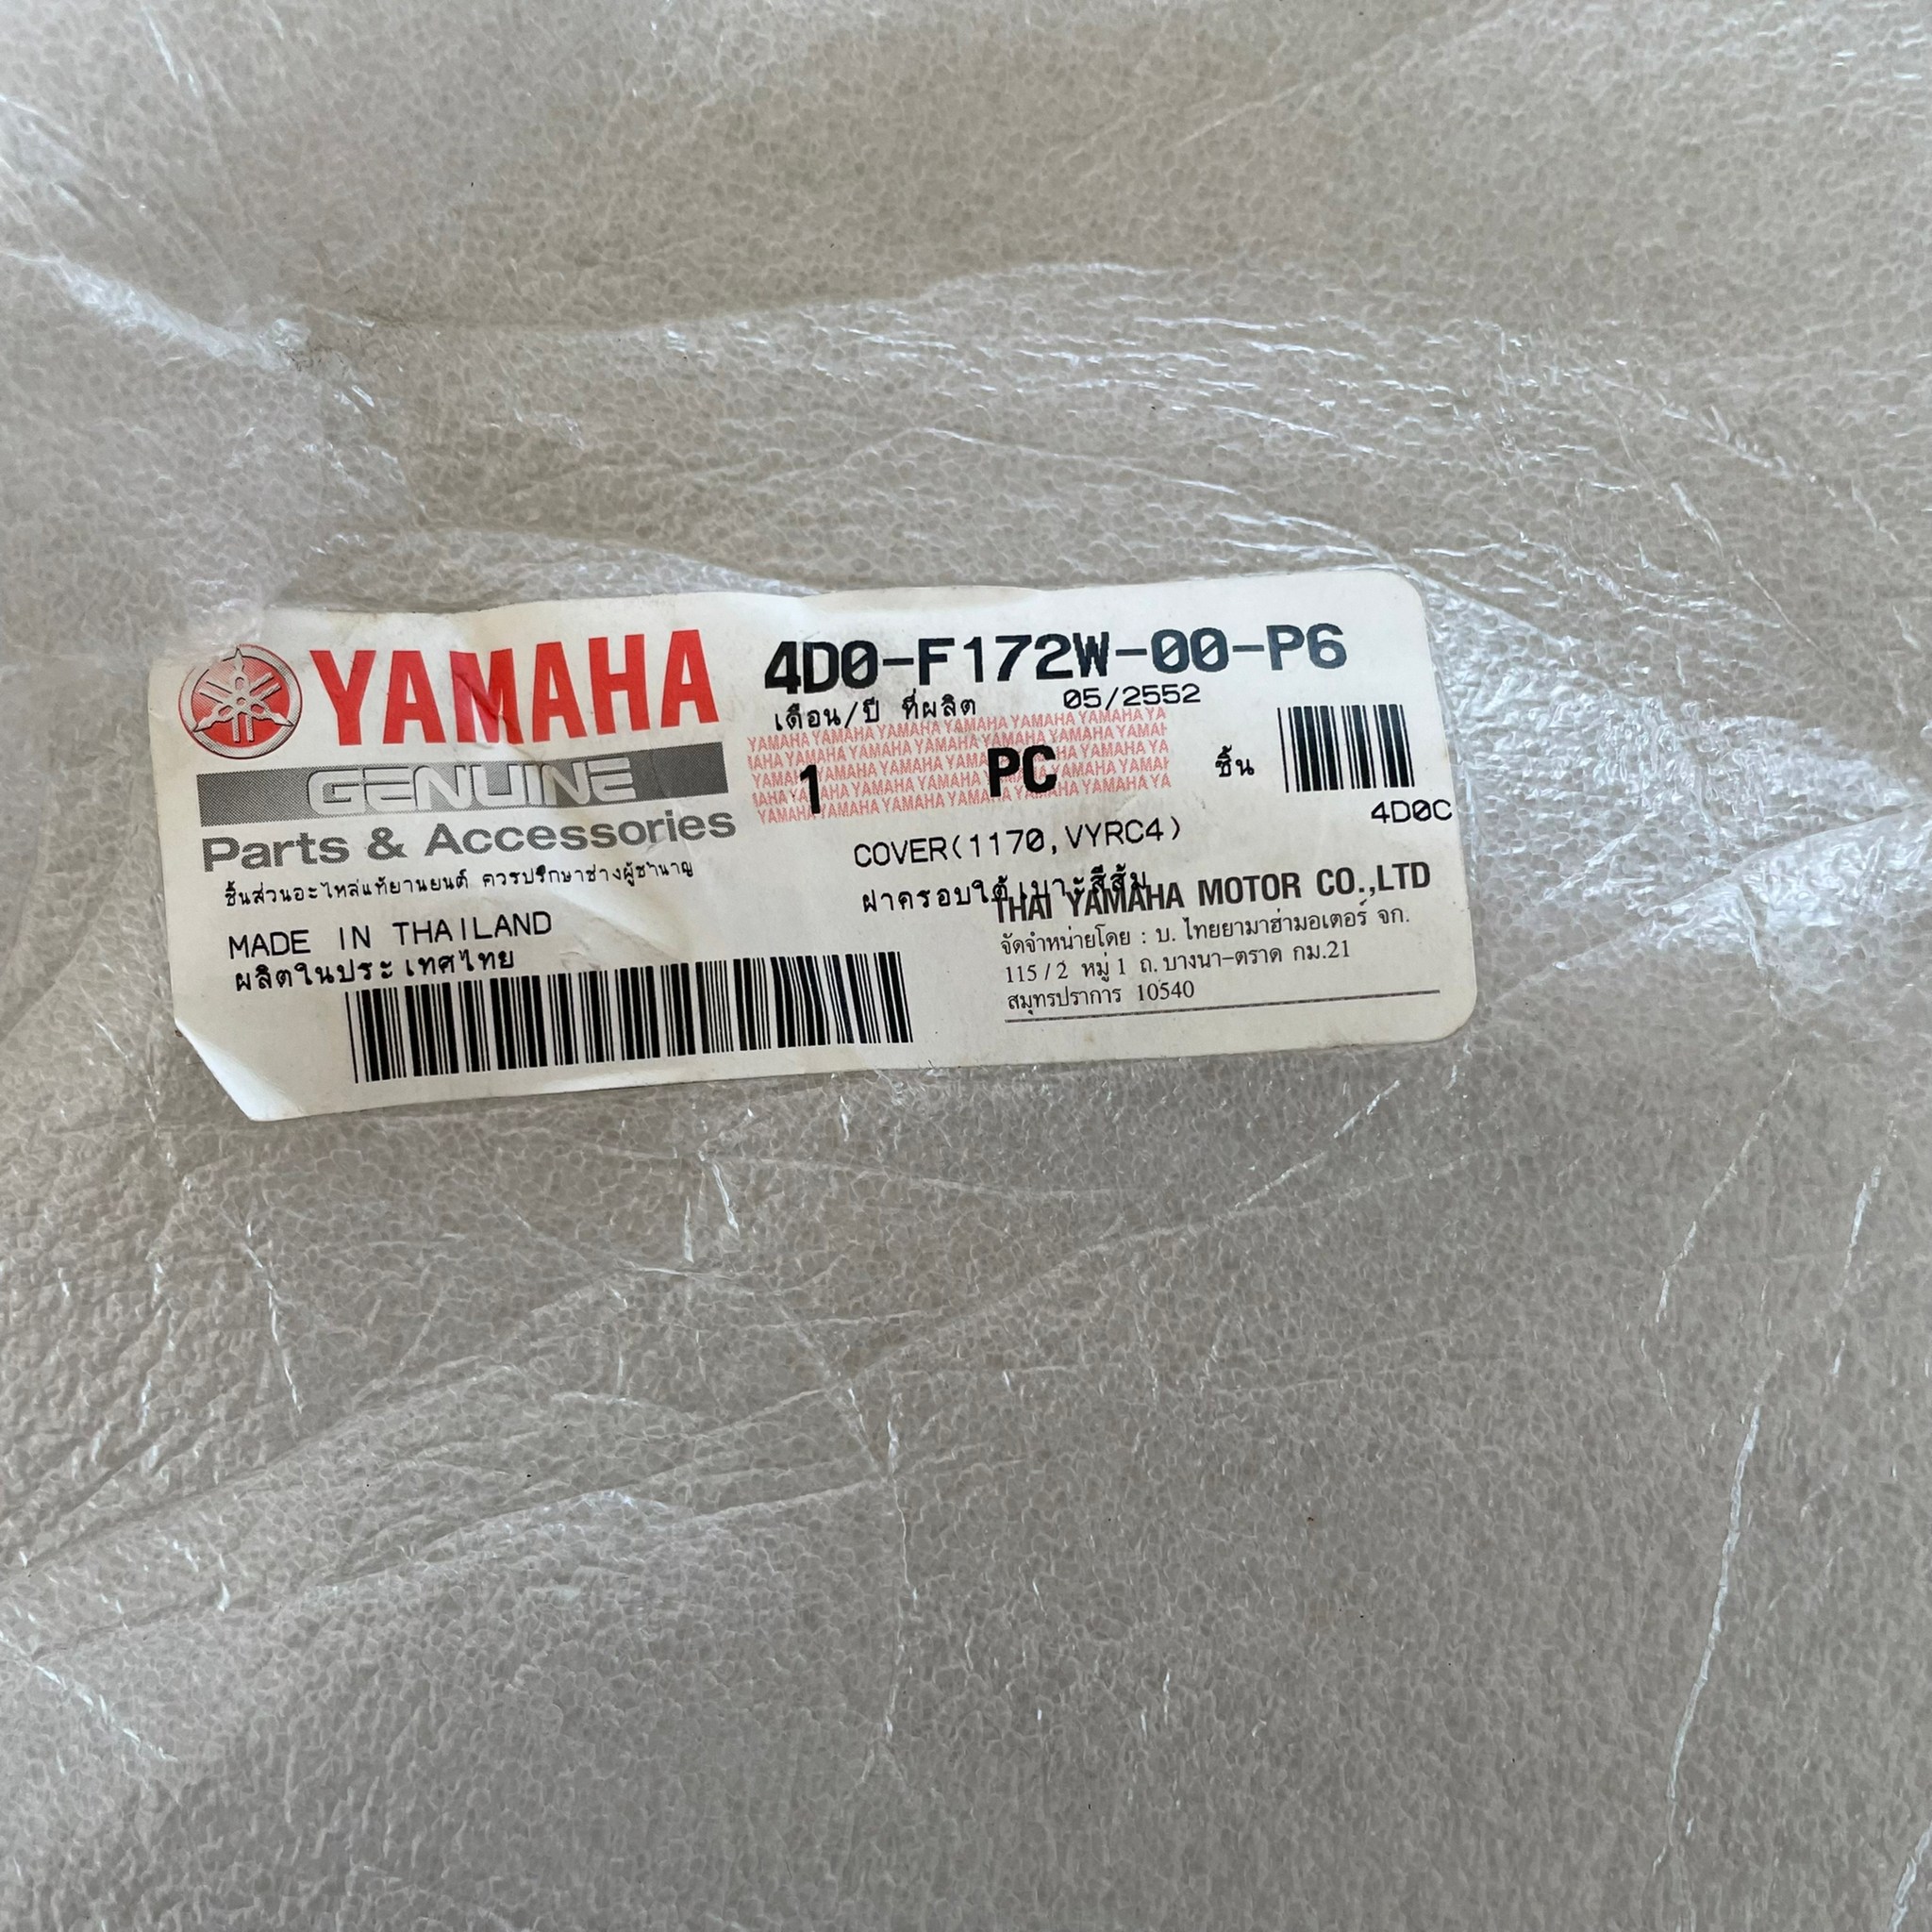 YAMAHA
GENUINE
Parts & Accessories
ชิ้นส่วนอะไหล่แท้ยานยนต์ ควรปรึกษาช่างผู้ชำนาญ
MADE IN THAILAND
ผลิตในประเทศไทย
4D0-F172W-00-P6
เดือน/ปี ที่ผลิต 05/2552
1 PC ชิ้น
4D0C
COVER(1170,VYRC4)
ฝาครอบใต้เบาะสีส้ม
THAI YAMAHA MOTOR CO.,LTD
จัดจำหน่ายโดย : บ. ไทยยามาฮ่ามอเตอร์ จก.
115/2 หมู่ 1 ถ.บางนา-ตราด กม.21
สมุทรปราการ 10540